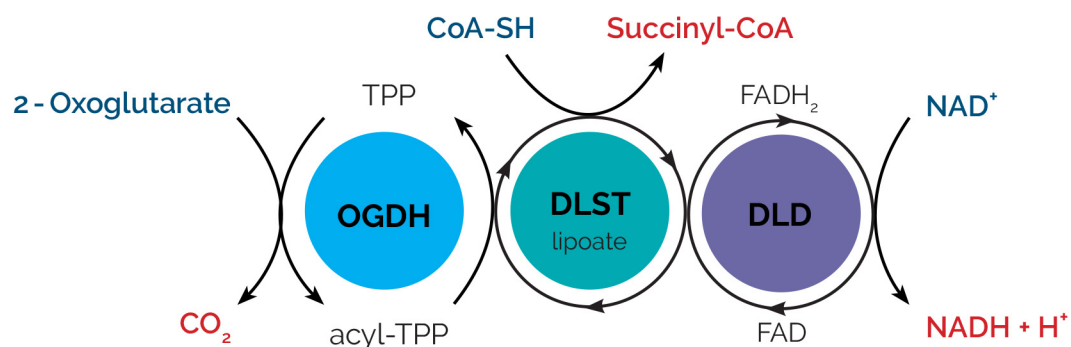 CoA-SH
Succinyl-CoA
2 - Oxoglutarate
TPP
FADH₂
NAD⁺
OGDH
DLST
lipoate
DLD
CO₂
acyl-TPP
FAD
NADH + H⁺